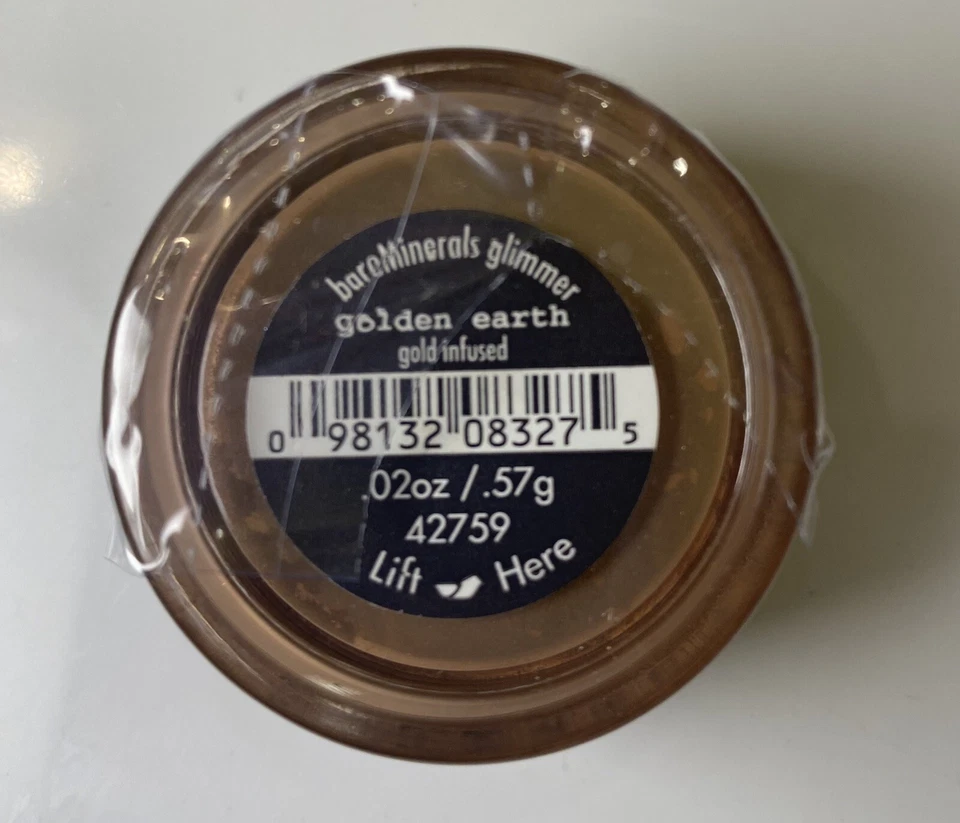 bareMinerals glimmer
golden earth
gold infused
0 98132 08327 5
.02oz / .57g
42759
Lift Here